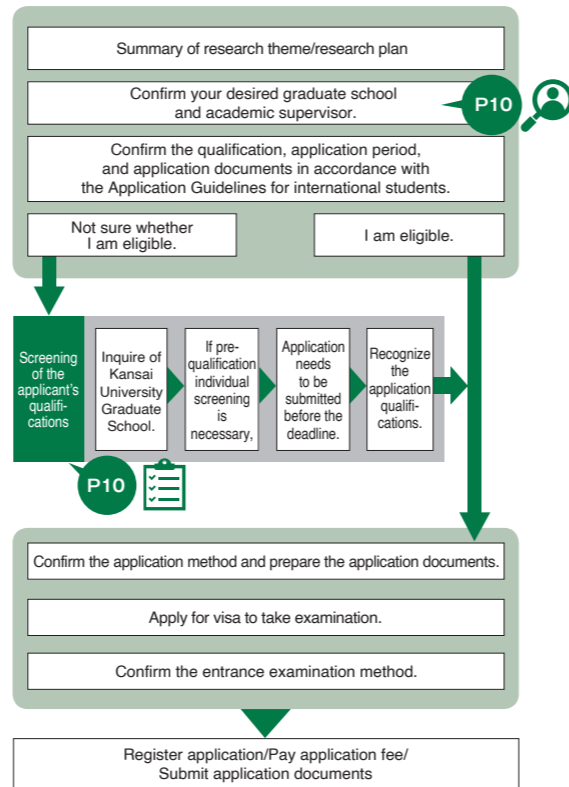 Summary of research theme/research plan
Confirm your desired graduate school
and academic supervisor.
P10
Confirm the qualification, application period,
and application documents in accordance with
the Application Guidelines for international students.
Not sure whether
I am eligible.
I am eligible.
Screening
of the
applicant's
qualifi-
cations
Inquire of
Kansai
University
Graduate
School.
If pre-
qualification
individual
screening
is
necessary,
Application
needs
to be
submitted
before the
deadline.
Recognize
the
application
qualifi-
cations.
P10
Confirm the application method and prepare the application documents.
Apply for visa to take examination.
Confirm the entrance examination method.
Register application/Pay application fee/
Submit application documents